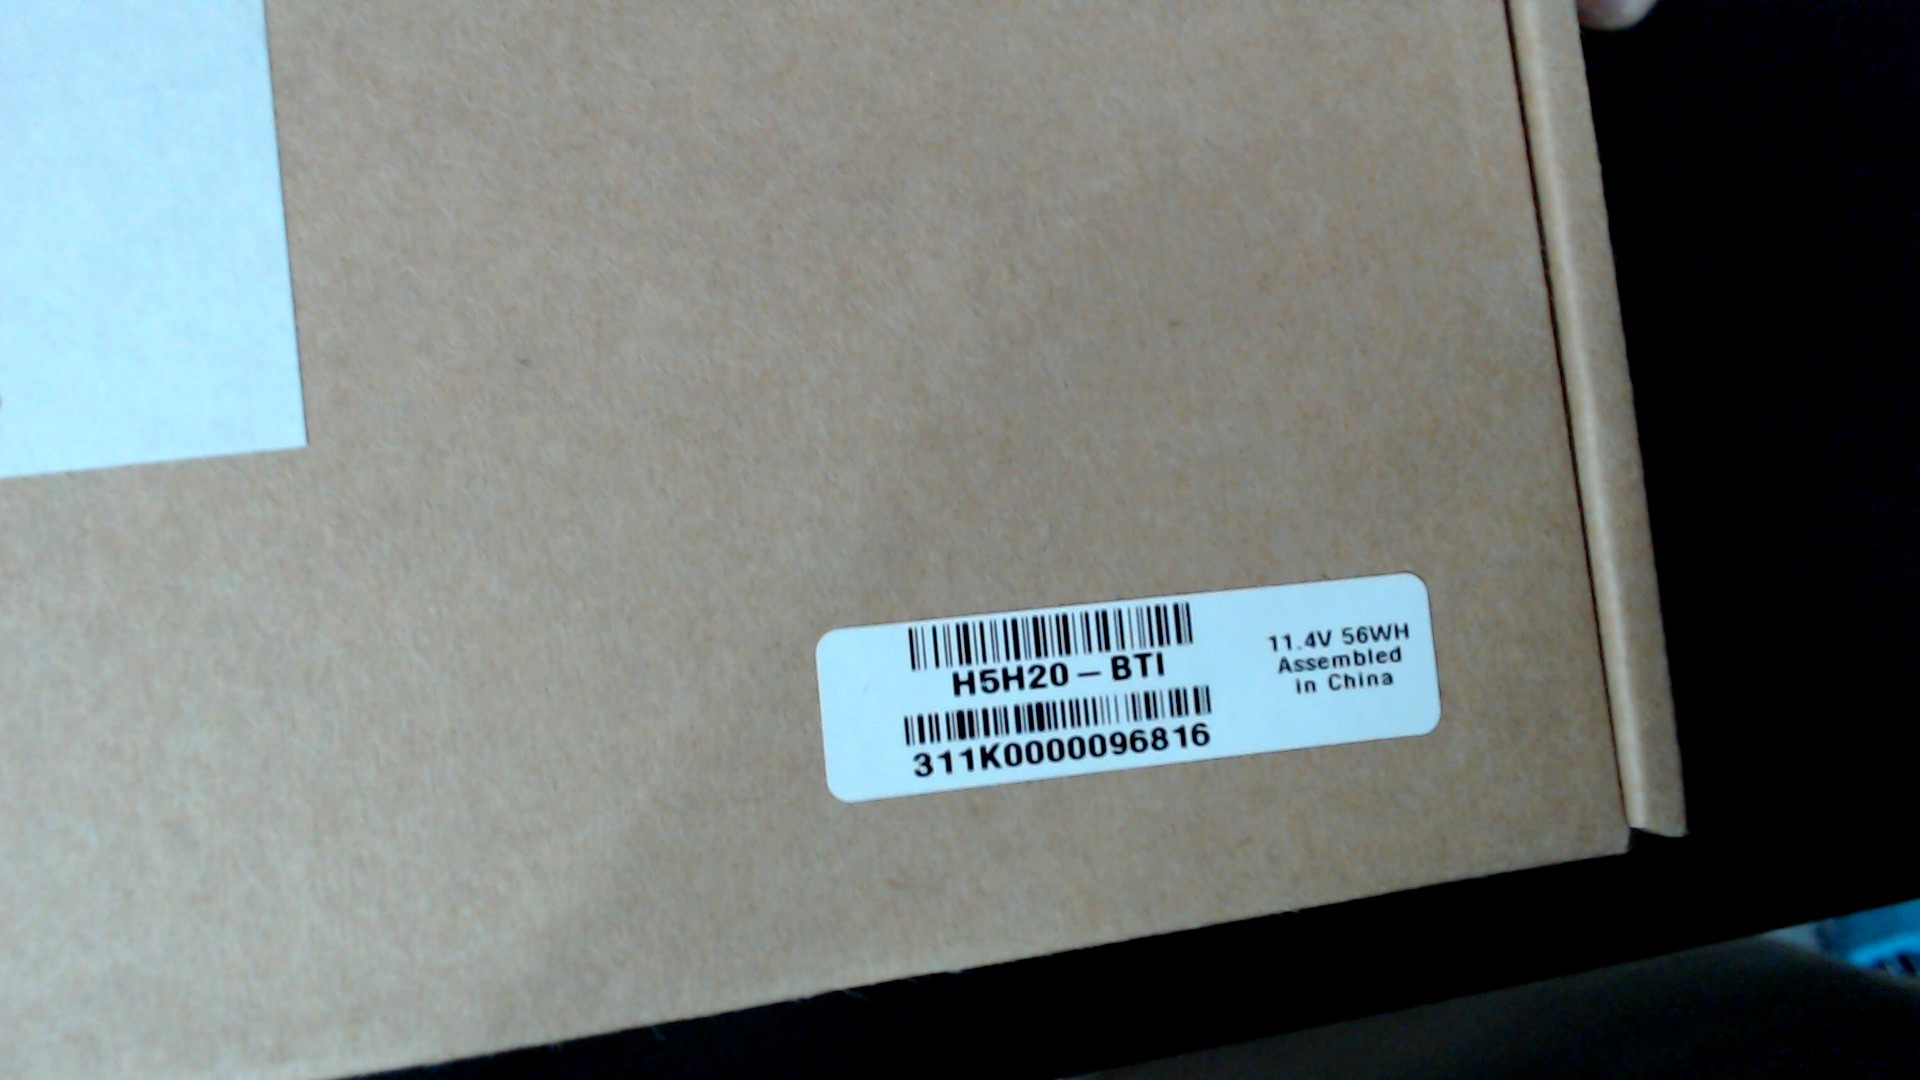 H5H20 – BTI
311K0000096816
11.4V 56WH
Assembled
in China